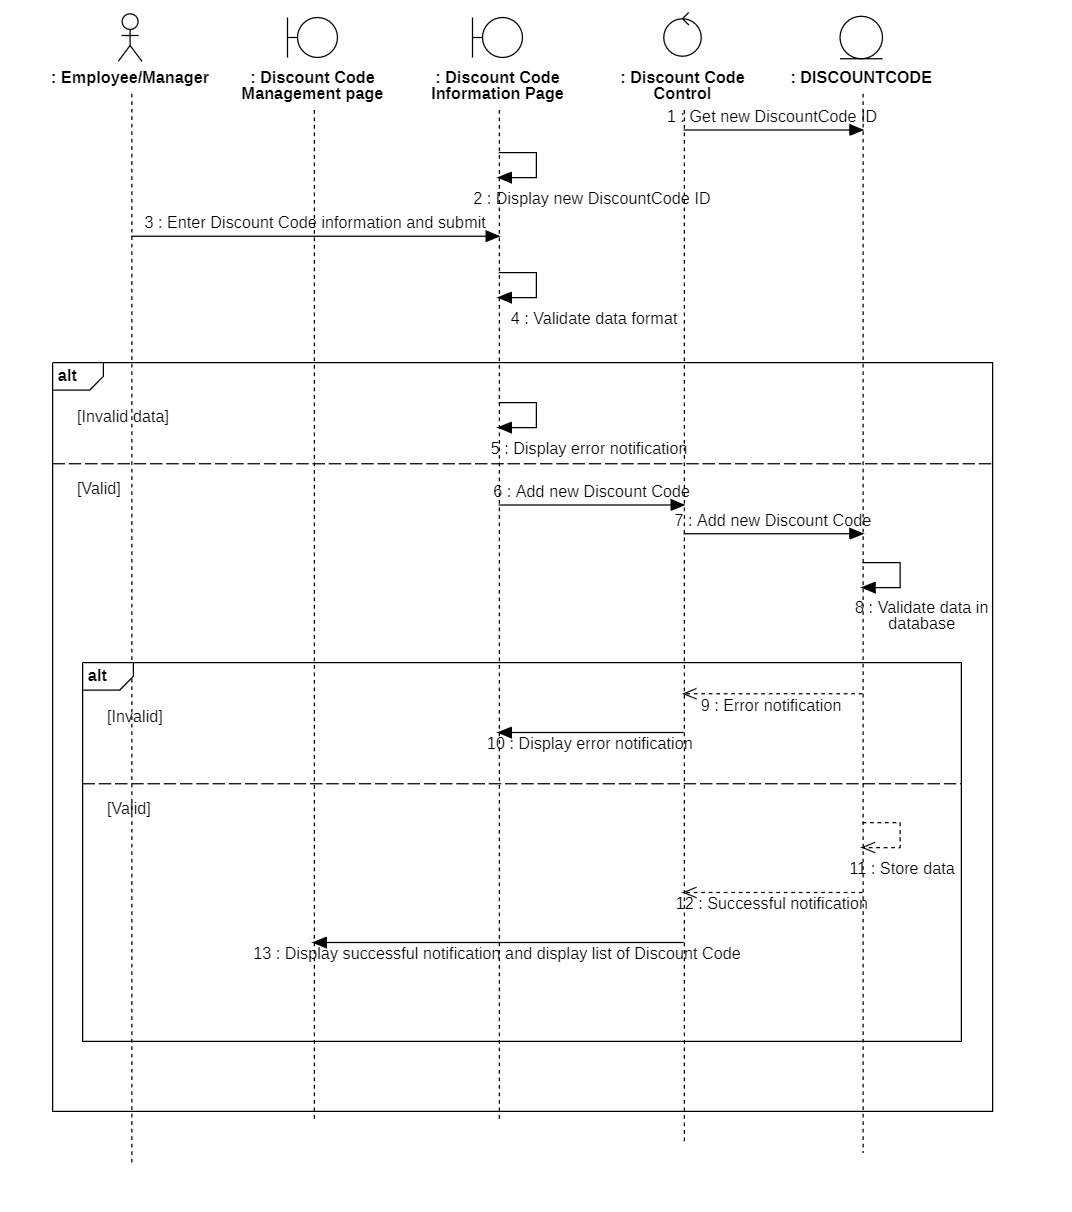 : Employee/Manager
: Discount Code
Management page
: Discount Code
Information Page
: Discount Code
Control
: DISCOUNTCODE
1 : Get new DiscountCode ID
2 : Display new DiscountCode ID
3 : Enter Discount Code information and submit
4 : Validate data format
alt
[Invalid data]
5 : Display error notification
[Valid]
6 : Add new Discount Code
7 : Add new Discount Code
8 : Validate data in
database
alt
9 : Error notification
[Invalid]
10 : Display error notification
[Valid]
11 : Store data
12 : Successful notification
13 : Display successful notification and display list of Discount Code